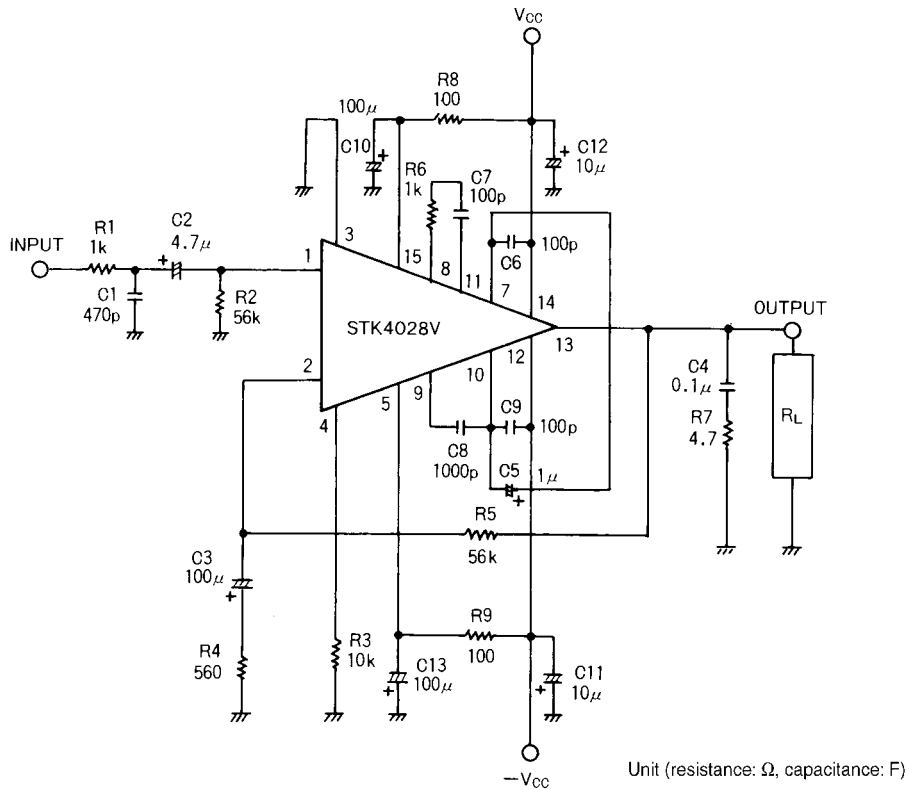 VCC
R8
100
100μ
C10
C12
10μ
R6
1k
C7
100p
3
15
8
11
C6
100p
7
14
INPUT
R1
1k
C2
4.7μ
1
C1
470p
R2
56k
STK4028V
OUTPUT
13
12
10
2
9
5
4
C9
100p
C8
1000p
C5
1μ
C4
0.1μ
R7
4.7
RL
R5
56k
C3
100μ
R4
560
R3
10k
R9
100
C13
100μ
C11
10μ
−VCC
Unit (resistance: Ω, capacitance: F)